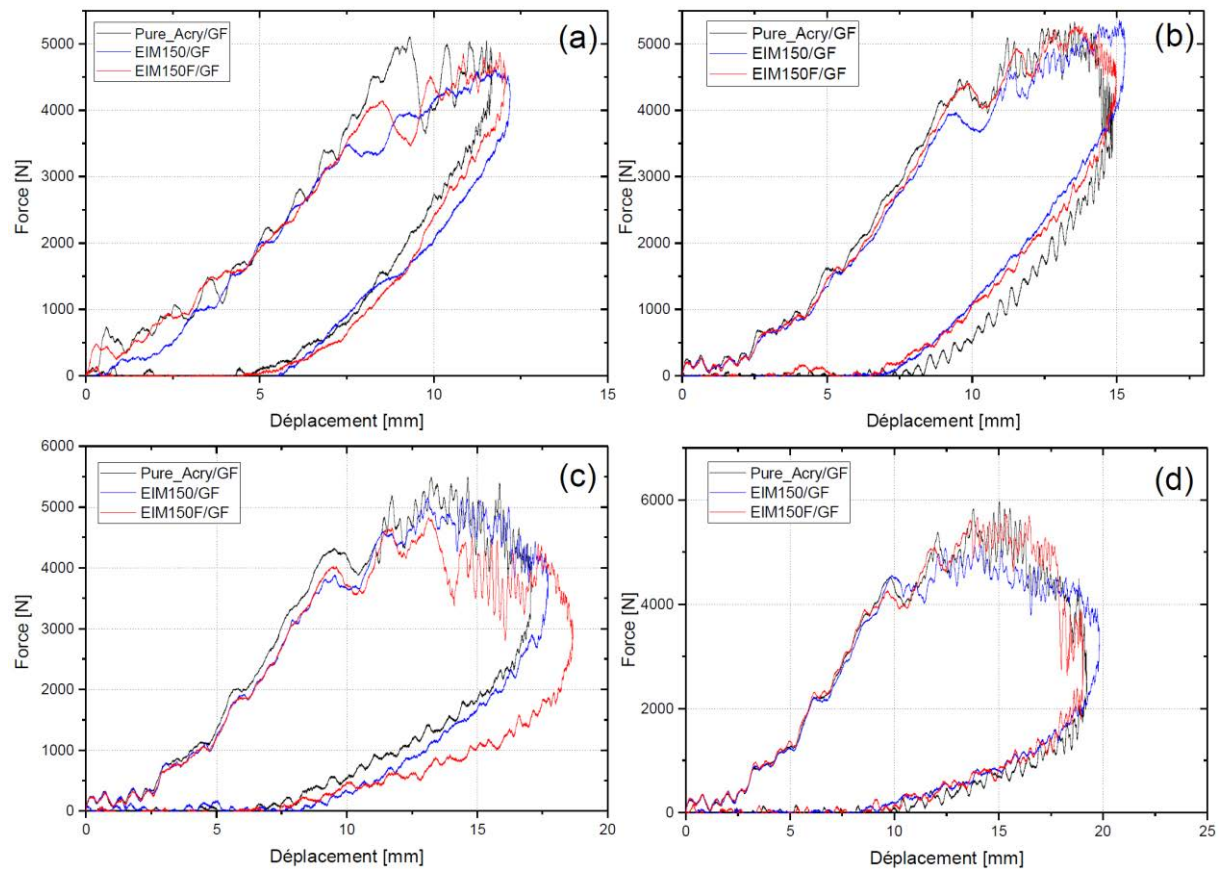 (a)
Pure_Acry/GF
EIM150/GF
EIM150F/GF
Force [N]
5000
4000
3000
2000
1000
0
0 5 10 15
Déplacement [mm]
(b)
Pure_Acry/GF
EIM150/GF
EIM150F/GF
Force [N]
5000
4000
3000
2000
1000
0
0 5 10 15
Déplacement [mm]
(c)
Pure_Acry/GF
EIM150/GF
EIM150F/GF
Force [N]
6000
5000
4000
3000
2000
1000
0
0 5 10 15 20
Déplacement [mm]
(d)
Pure_Acry/GF
EIM150/GF
EIM150F/GF
Force [N]
6000
4000
2000
0
0 5 10 15 20 25
Déplacement [mm]